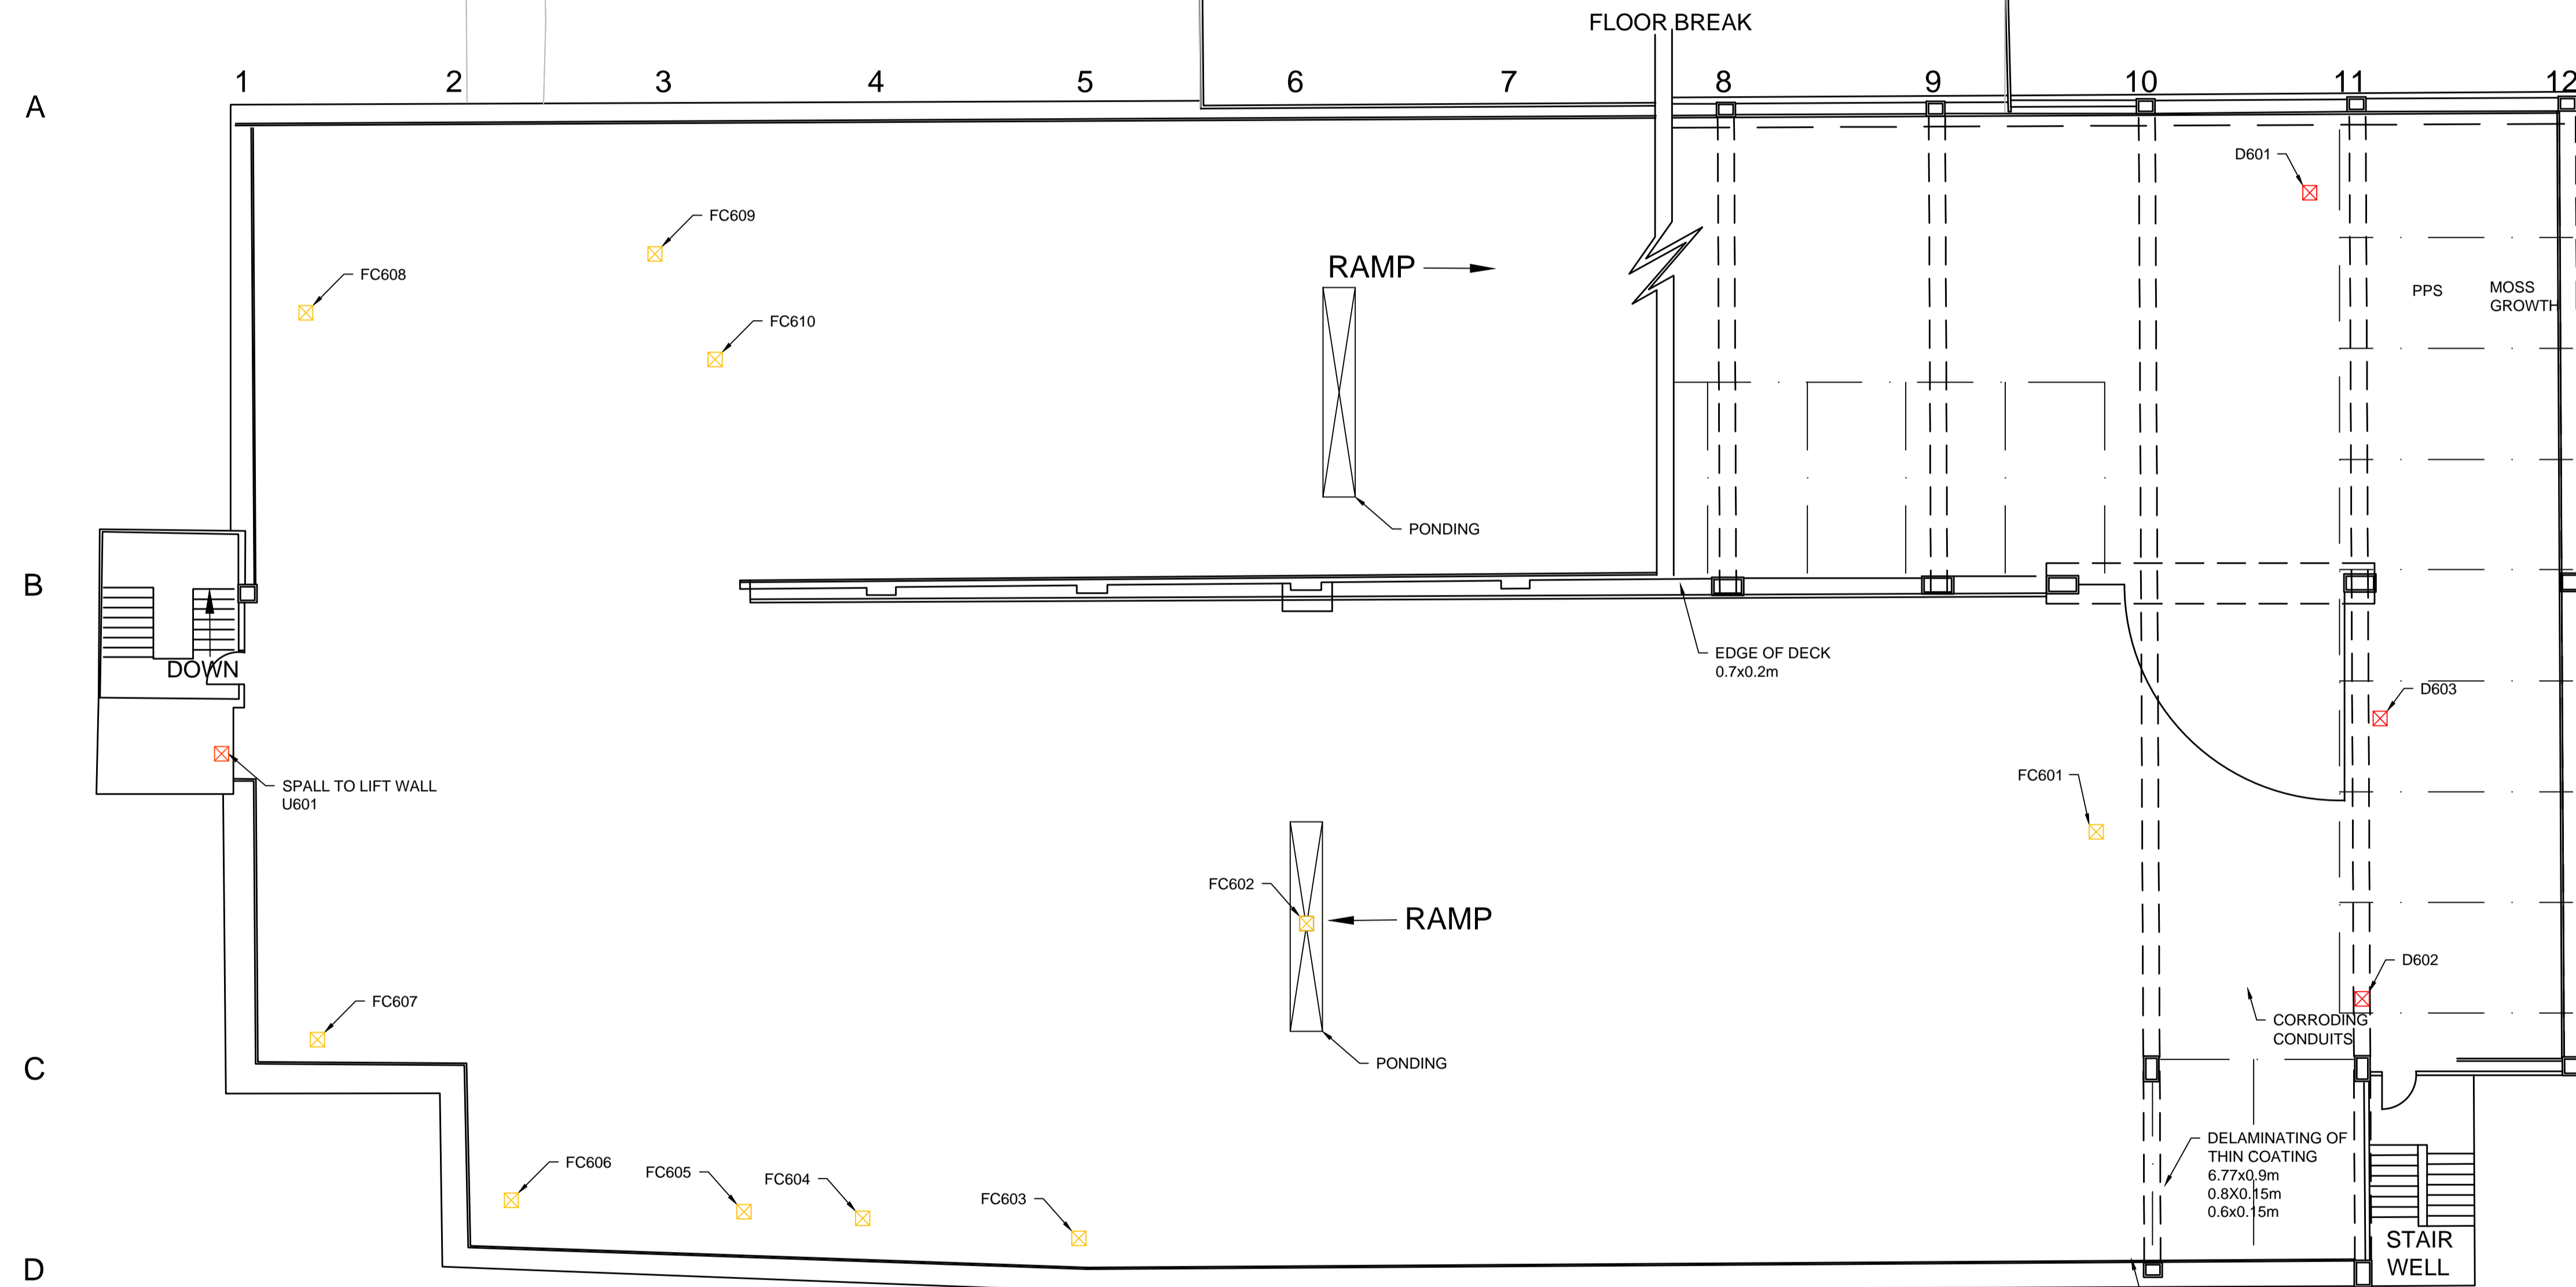 FLOOR BREAK
1 2 3 4 5 6 7 8 9 10 11 12
A
D601
FC609
FC608
RAMP
PPS
MOSS
GROWTH
FC610
PONDING
B
EDGE OF DECK
0.7x0.2m
DOWN
D603
SPALL TO LIFT WALL
U601
FC601
FC602
RAMP
D602
FC607
CORRODING
CONDUITS
PONDING
C
DELAMINATING OF
THIN COATING
6.77x0.9m
0.8X0.15m
0.6x0.15m
FC606
FC605
FC604
FC603
STAIR
WELL
D